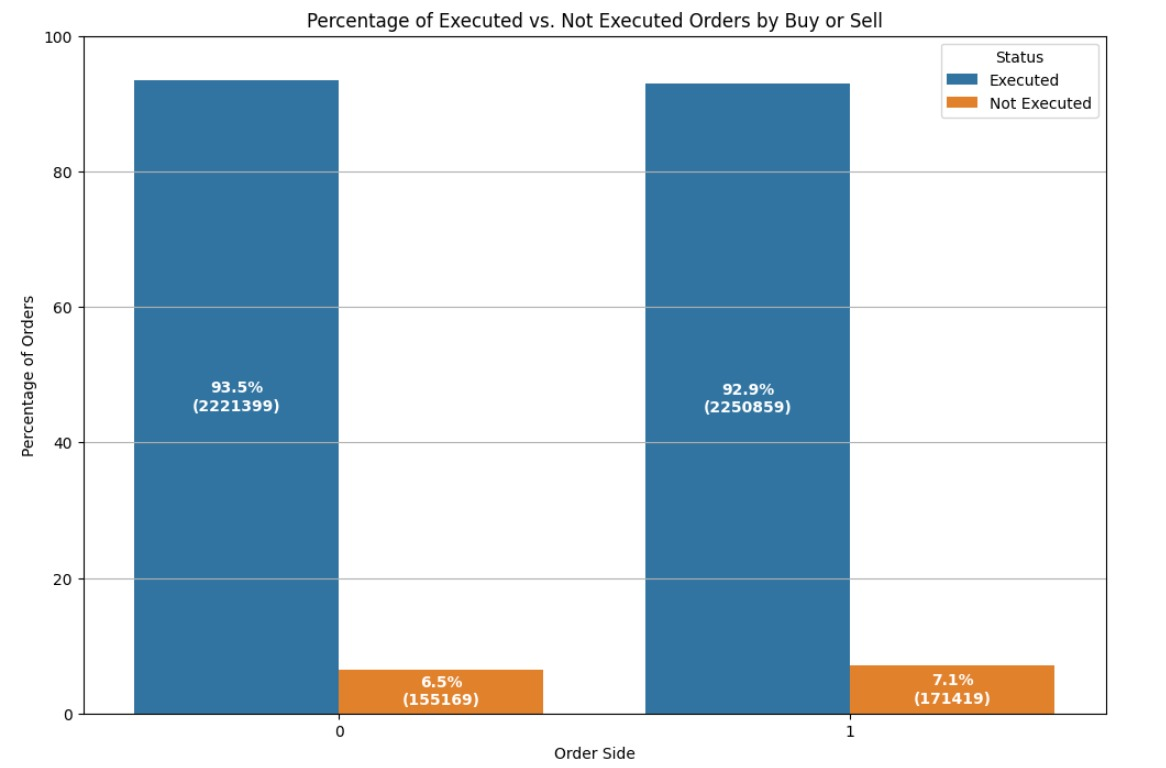 Percentage of Executed vs. Not Executed Orders by Buy or Sell
100
80
60
40
20
0
Percentage of Orders
Status
Executed
Not Executed
93.5%
(2221399)
6.5%
(155169)
92.9%
(2250859)
7.1%
(171419)
0
1
Order Side